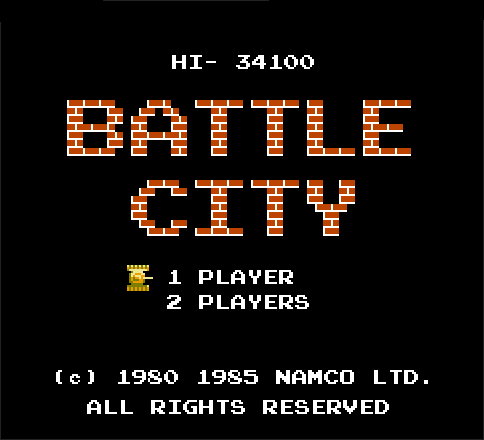 HI- 34100
BATTLE
CITY
1 PLAYER
2 PLAYERS
(c) 1980 1985 NAMCO LTD.
ALL RIGHTS RESERVED